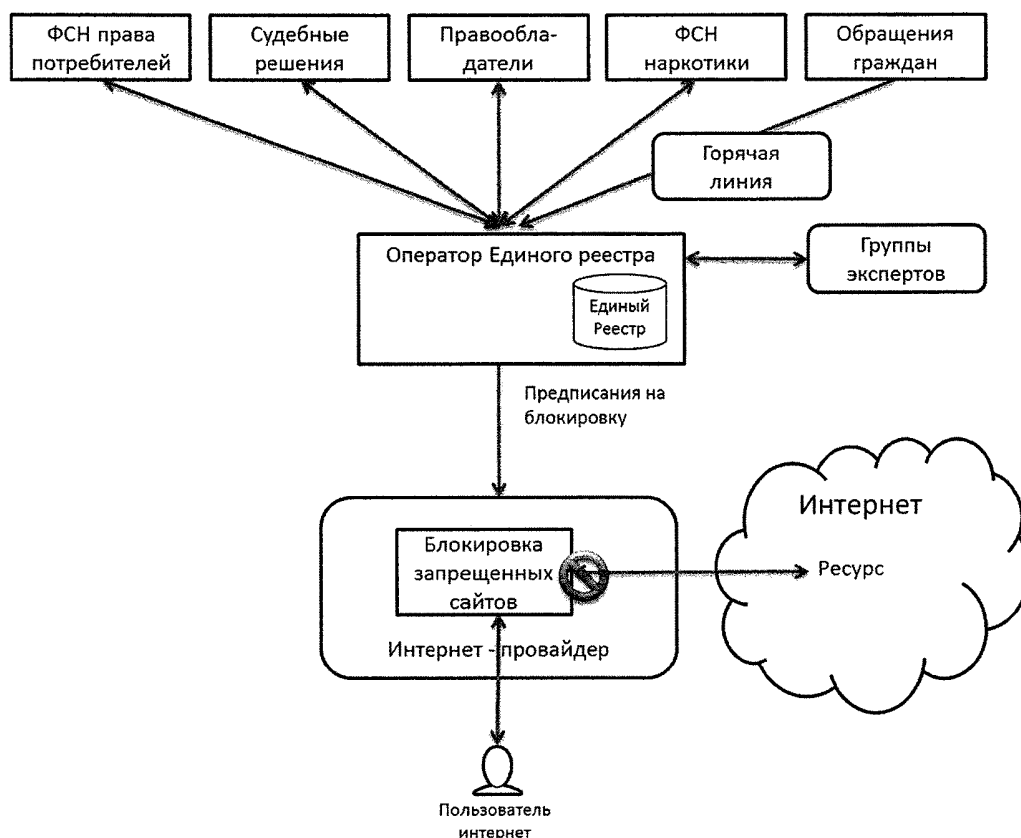 ФСН права
потребителей
Судебные
решения
Правообла-
датели
ФСН
наркотики
Обращения
граждан
Горячая
линия
Оператор Единого реестра
Единый
Реестр
Группы
экспертов
Предписания на
блокировку
Интернет
Ресурс
Блокировка
запрещенных
сайтов
Интернет - провайдер
Пользователь
интернет